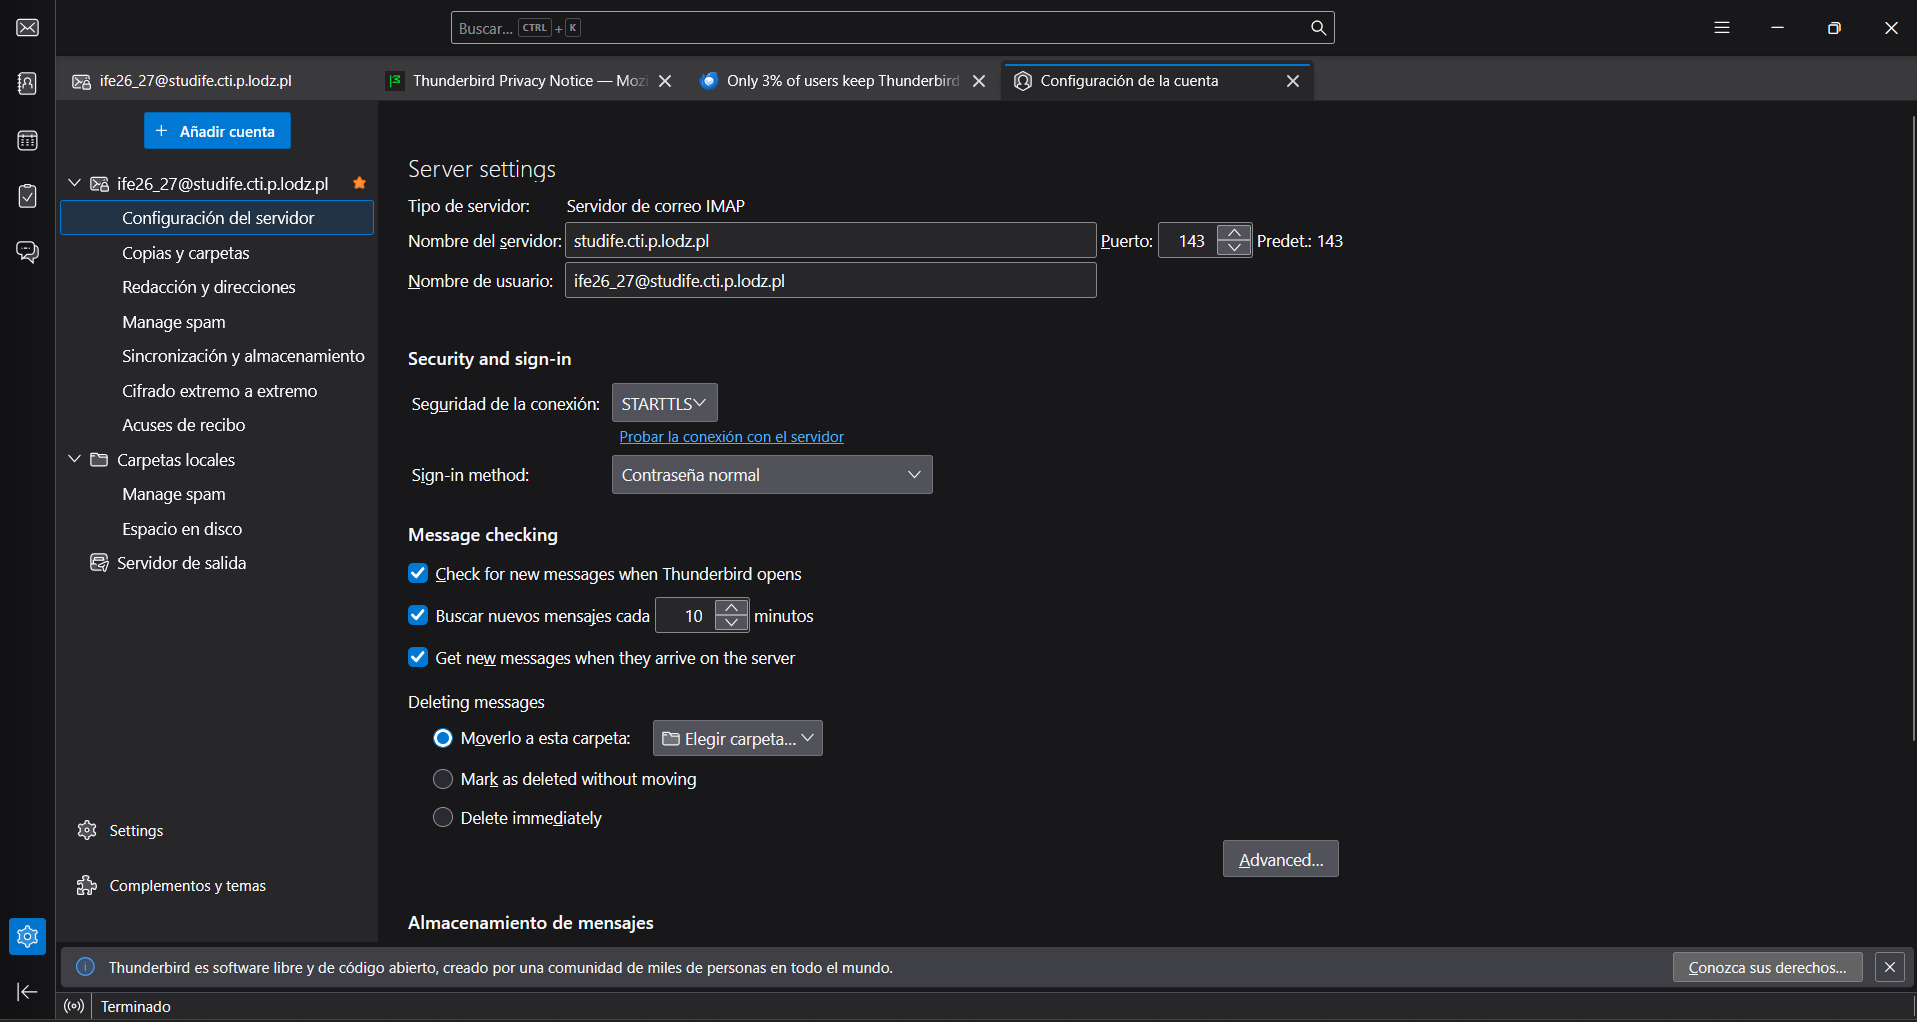 Buscar... CTRL + K
ife26_27@studife.cti.p.lodz.pl
Thunderbird Privacy Notice — Mozi
Only 3% of users keep Thunderbird
Configuración de la cuenta
+ Añadir cuenta
ife26_27@studife.cti.p.lodz.pl
Configuración del servidor
Copias y carpetas
Redacción y direcciones
Manage spam
Sincronización y almacenamiento
Cifrado extremo a extremo
Acuses de recibo
Carpetas locales
Manage spam
Espacio en disco
Servidor de salida
Settings
Complementos y temas
Server settings
Tipo de servidor: Servidor de correo IMAP
Nombre del servidor: studife.cti.p.lodz.pl Puerto: 143 Predet.: 143
Nombre de usuario: ife26_27@studife.cti.p.lodz.pl
Security and sign-in
Seguridad de la conexión: STARTTLS
Probar la conexión con el servidor
Sign-in method: Contraseña normal
Message checking
Check for new messages when Thunderbird opens
Buscar nuevos mensajes cada 10 minutos
Get new messages when they arrive on the server
Deleting messages
Moverlo a esta carpeta: Elegir carpeta...
Mark as deleted without moving
Delete immediately
Advanced...
Almacenamiento de mensajes
Thunderbird es software libre y de código abierto, creado por una comunidad de miles de personas en todo el mundo. Conozca sus derechos...
Terminado